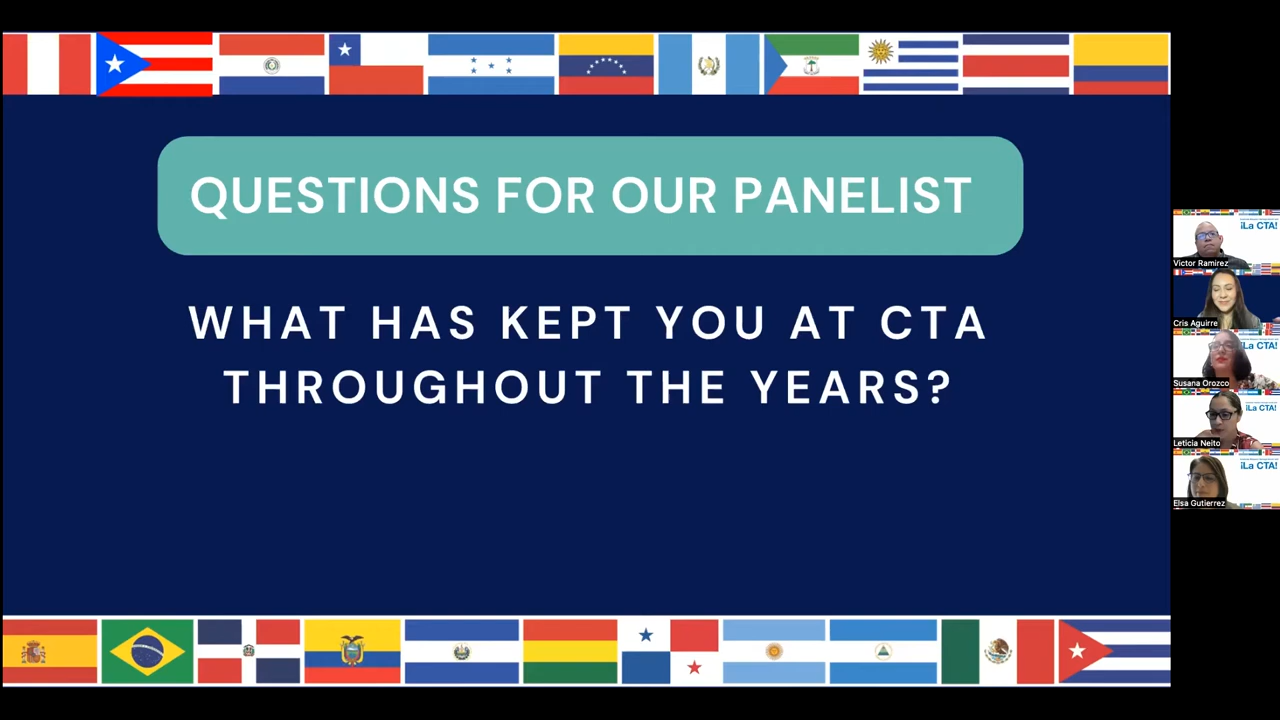 QUESTIONS FOR OUR PANELIST
WHAT HAS KEPT YOU AT CTA
THROUGHOUT THE YEARS?
¡La CTA!
Victor Ramirez
Cris Aguirre
¡La CTA!
Susana Orozco
¡La CTA!
Leticia Neito
¡La CTA!
Elsa Gutierrez